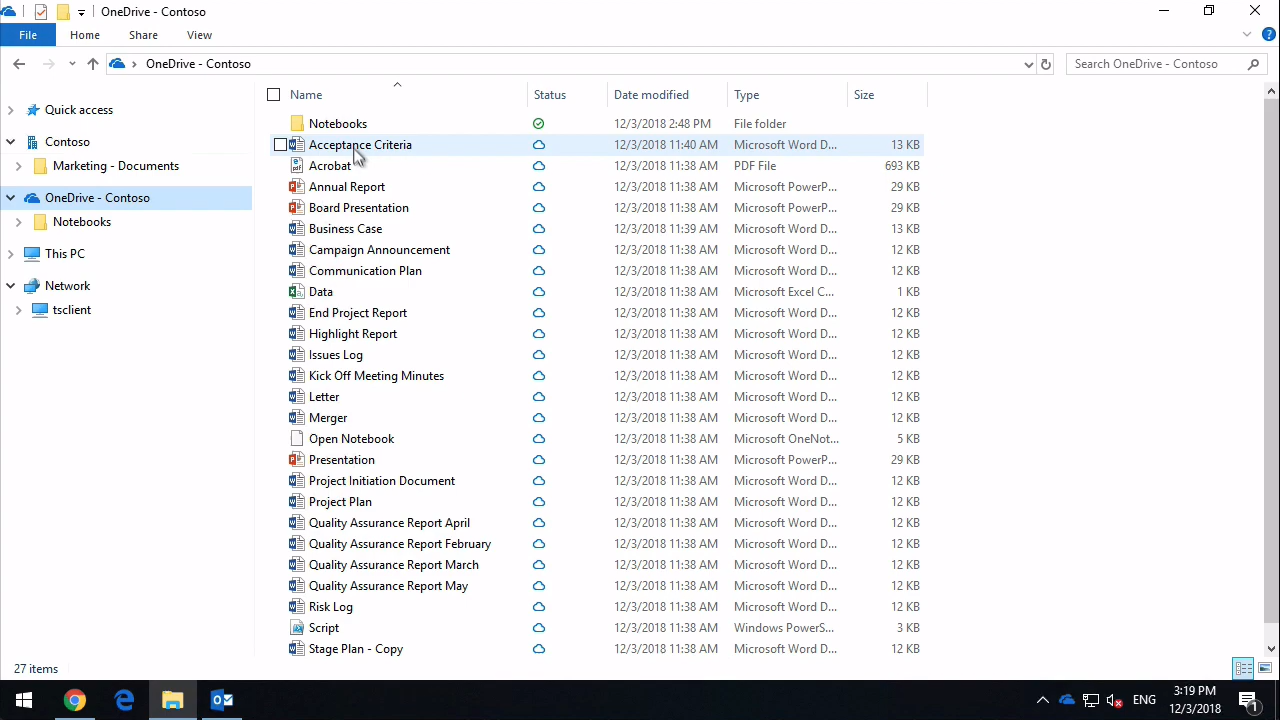 OneDrive - Contoso
File Home Share View
OneDrive - Contoso Search OneDrive - Contoso
Quick access
Contoso
Marketing - Documents
OneDrive - Contoso
Notebooks
This PC
Network
tsclient
Name Status Date modified Type Size
Notebooks 12/3/2018 2:48 PM File folder
Acceptance Criteria 12/3/2018 11:40 AM Microsoft Word D... 13 KB
Acrobat 12/3/2018 11:38 AM PDF File 693 KB
Annual Report 12/3/2018 11:38 AM Microsoft PowerP... 29 KB
Board Presentation 12/3/2018 11:38 AM Microsoft PowerP... 29 KB
Business Case 12/3/2018 11:39 AM Microsoft Word D... 13 KB
Campaign Announcement 12/3/2018 11:38 AM Microsoft Word D... 12 KB
Communication Plan 12/3/2018 11:38 AM Microsoft Word D... 12 KB
Data 12/3/2018 11:38 AM Microsoft Excel C... 1 KB
End Project Report 12/3/2018 11:38 AM Microsoft Word D... 12 KB
Highlight Report 12/3/2018 11:38 AM Microsoft Word D... 12 KB
Issues Log 12/3/2018 11:38 AM Microsoft Word D... 12 KB
Kick Off Meeting Minutes 12/3/2018 11:38 AM Microsoft Word D... 12 KB
Letter 12/3/2018 11:38 AM Microsoft Word D... 12 KB
Merger 12/3/2018 11:38 AM Microsoft Word D... 12 KB
Open Notebook 12/3/2018 11:38 AM Microsoft OneNot... 5 KB
Presentation 12/3/2018 11:38 AM Microsoft PowerP... 29 KB
Project Initiation Document 12/3/2018 11:38 AM Microsoft Word D... 12 KB
Project Plan 12/3/2018 11:38 AM Microsoft Word D... 12 KB
Quality Assurance Report April 12/3/2018 11:38 AM Microsoft Word D... 12 KB
Quality Assurance Report February 12/3/2018 11:38 AM Microsoft Word D... 12 KB
Quality Assurance Report March 12/3/2018 11:38 AM Microsoft Word D... 12 KB
Quality Assurance Report May 12/3/2018 11:38 AM Microsoft Word D... 12 KB
Risk Log 12/3/2018 11:38 AM Microsoft Word D... 12 KB
Script 12/3/2018 11:38 AM Windows PowerS... 3 KB
Stage Plan - Copy 12/3/2018 11:38 AM Microsoft Word D... 12 KB
27 items
ENG 3:19 PM
12/3/2018 1